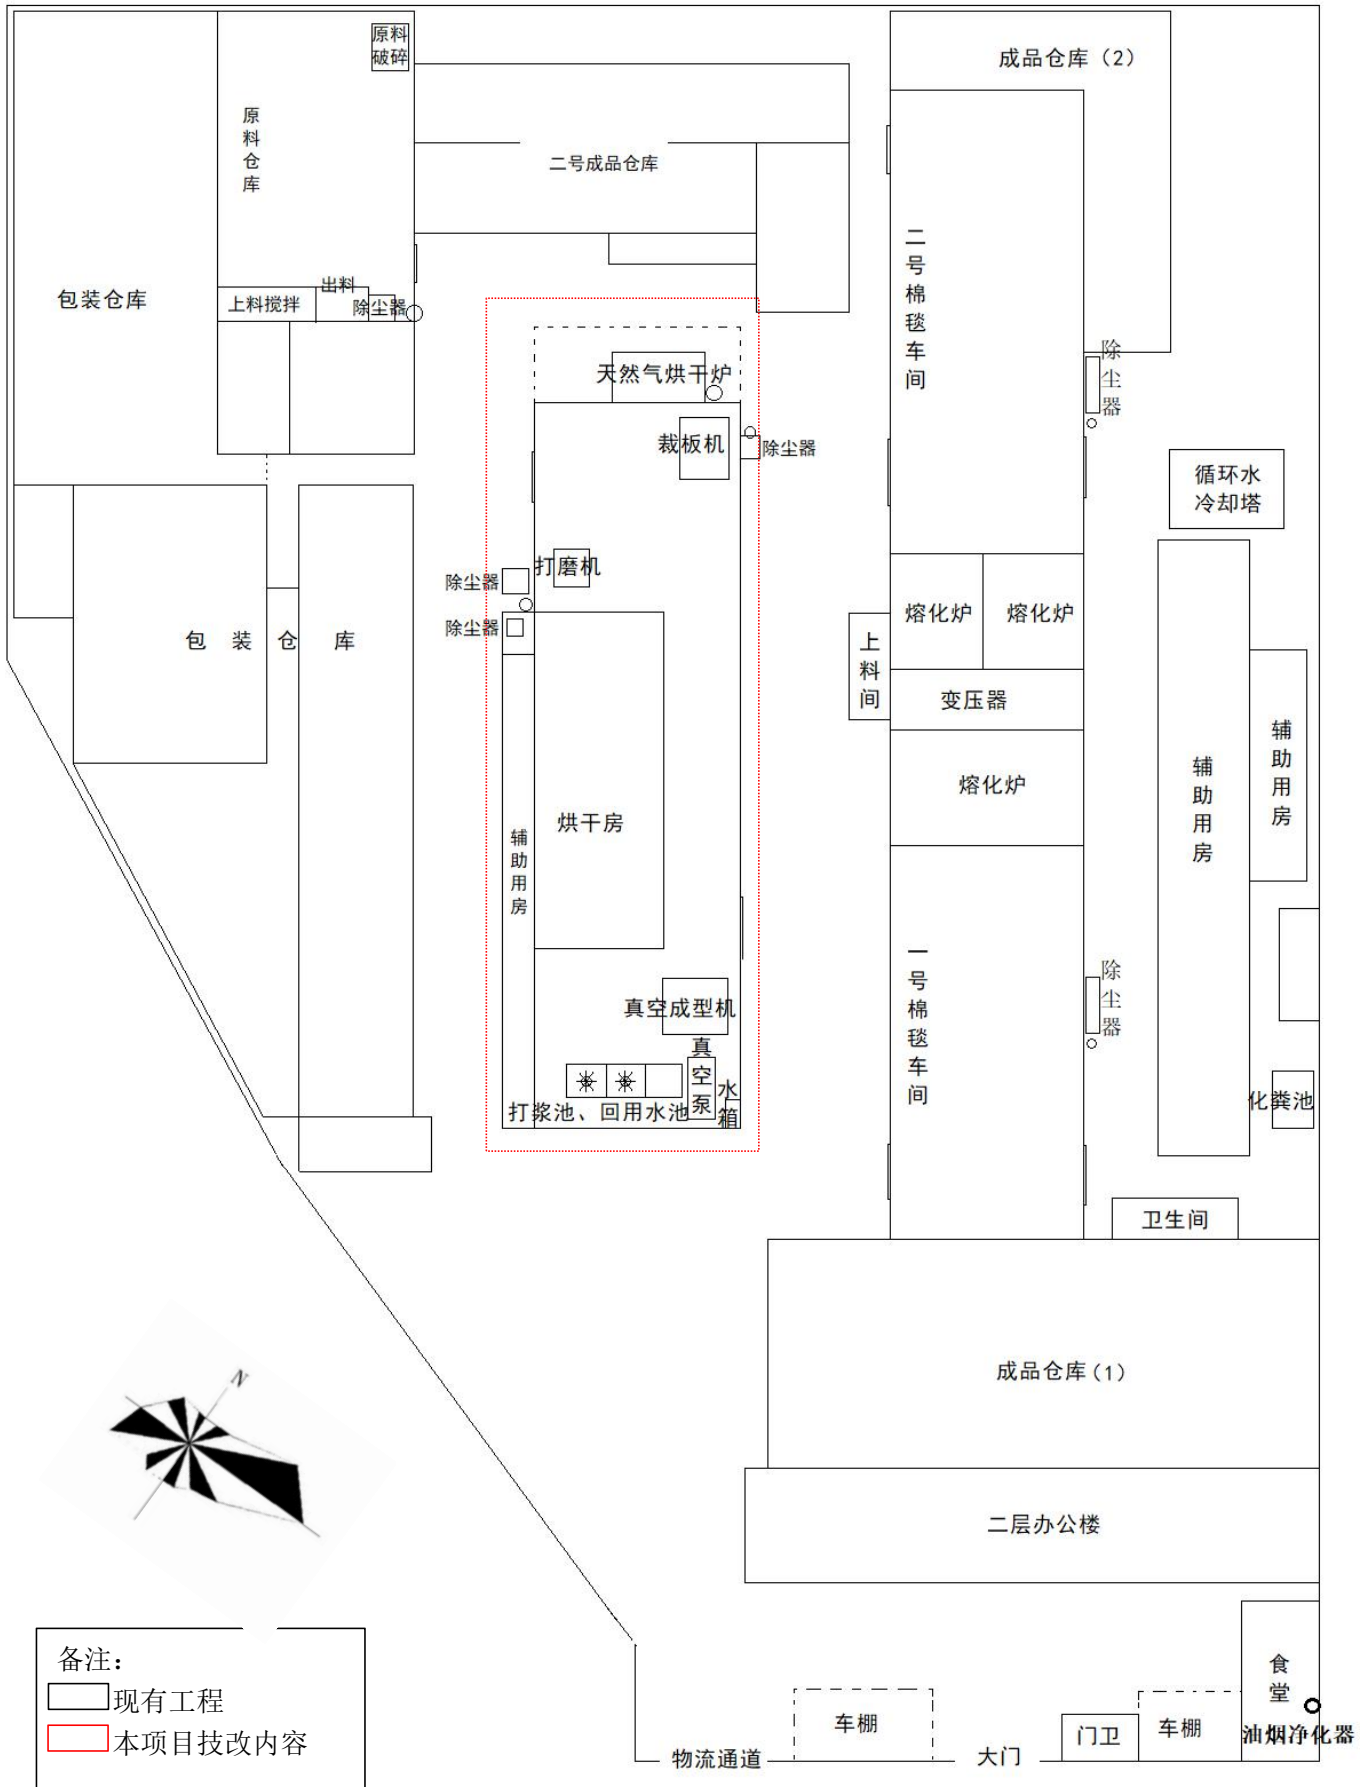 原料
破碎
成品仓库（2）
原料仓库
二号成品仓库
二号棉毯车间
包装仓库
出料
上料搅拌
除尘器
除尘器
天然气烘干炉
裁板机
除尘器
循环水
冷却塔
打磨机
除尘器
除尘器
熔化炉
熔化炉
包装仓库
上料间
变压器
辅助用房
辅助用房
熔化炉
烘干房
辅助用房
一号棉毯车间
除尘器
真空成型机
真空泵
水箱
打浆池、回用水池
化粪池
卫生间
成品仓库(1)
N
二层办公楼
备注：
现有工程
本项目技改内容
食堂
车棚
门卫
车棚
油烟净化器
物流通道
大门